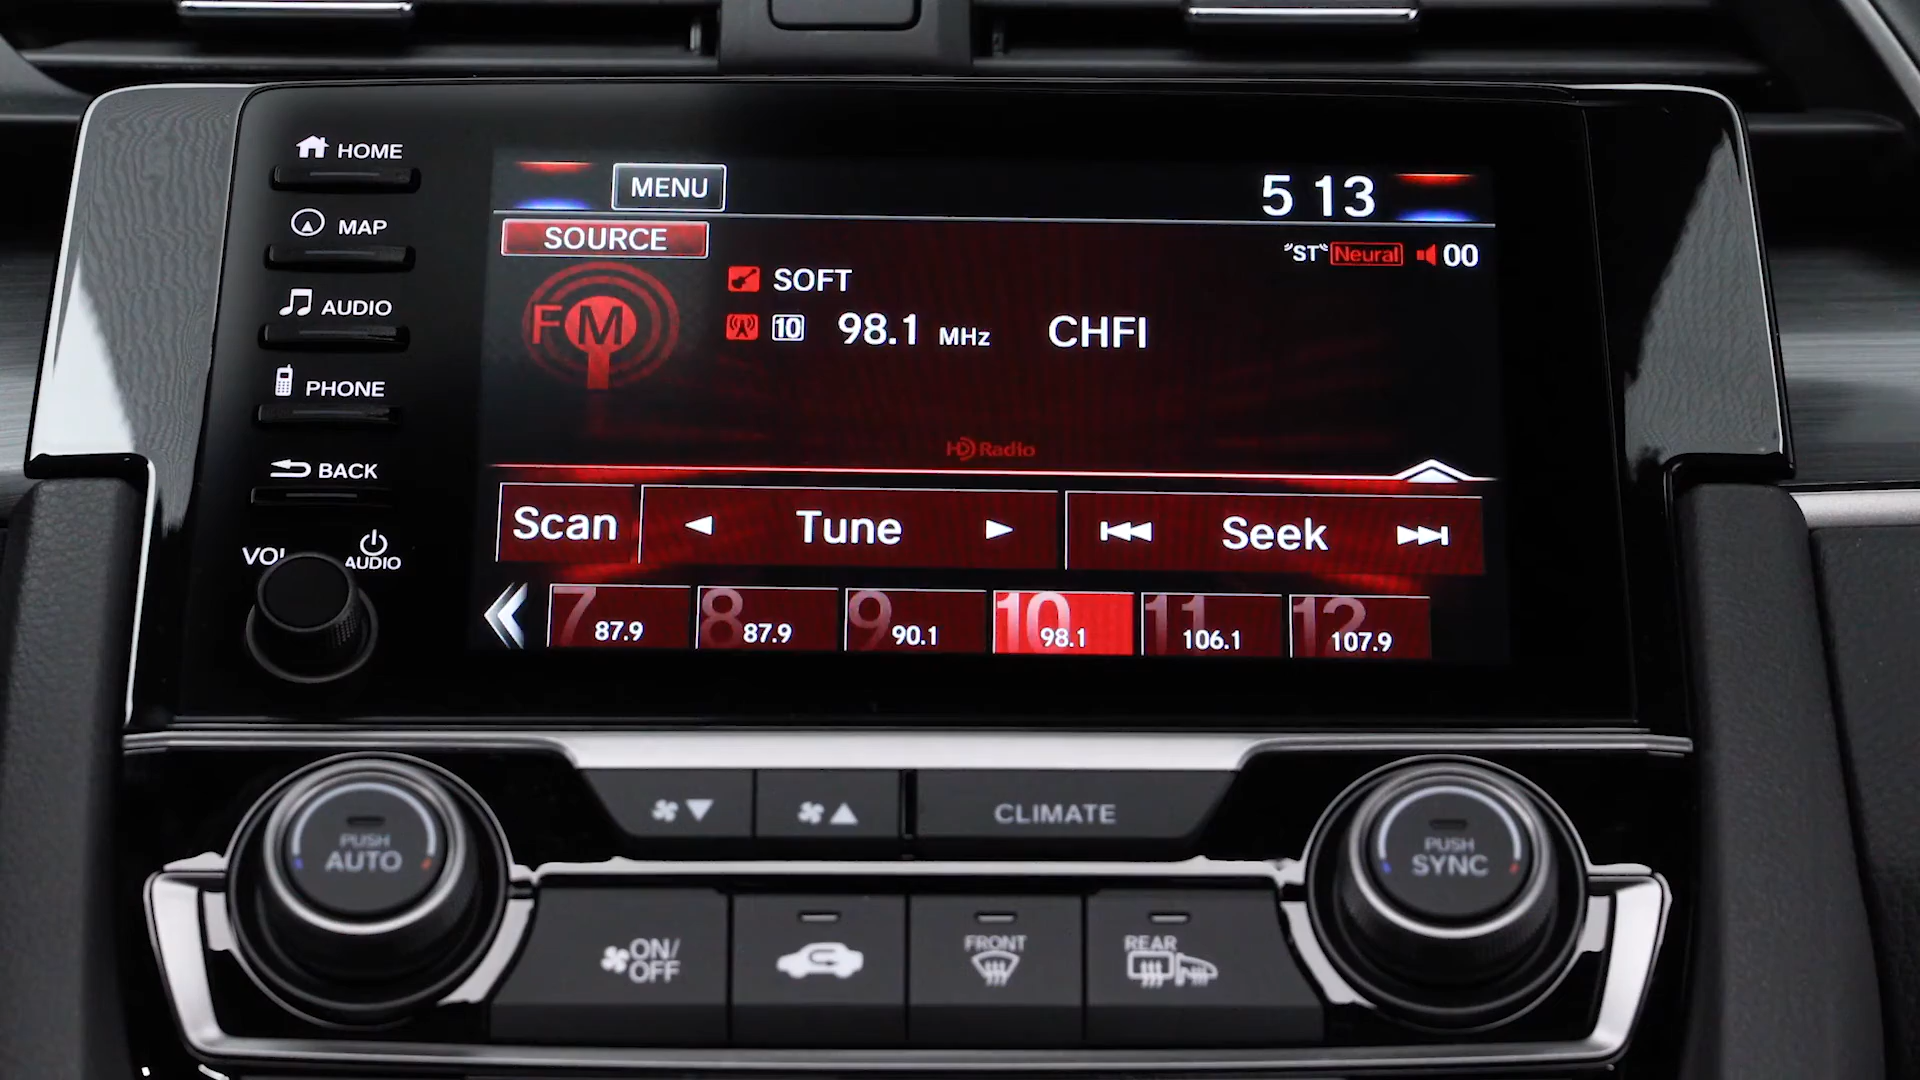 HOME
MAP
AUDIO
PHONE
BACK
VOL
AUDIO
MENU
5 13
SOURCE
"ST" Neural 00
FM
SOFT
10 98.1 MHz CHFI
HD Radio
Scan Tune Seek
7 87.9
8 87.9
9 90.1
10 98.1
11 106.1
12 107.9
CLIMATE
PUSH
AUTO
PUSH
SYNC
ON/
OFF
FRONT
REAR